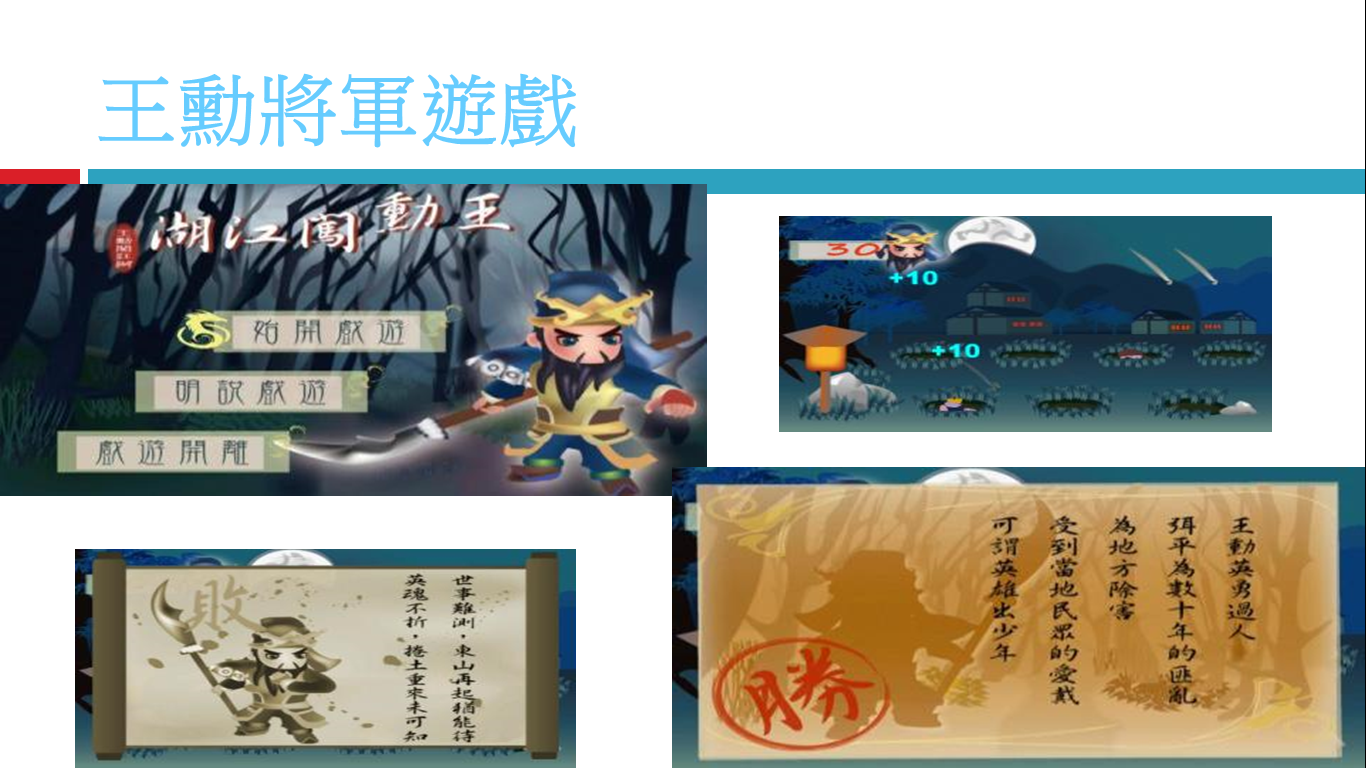 王勳將軍遊戲
王動闖江湖
遊戲開始
遊戲說明
離開遊戲
30
+10
+10
敗
世事難測，東山再起猶能待
英魂不折，捲土重來未可知
王動英勇過人
弭平為數十年的匪亂
為地方除害
受到當地民眾的愛戴
可謂英雄出少年
勝